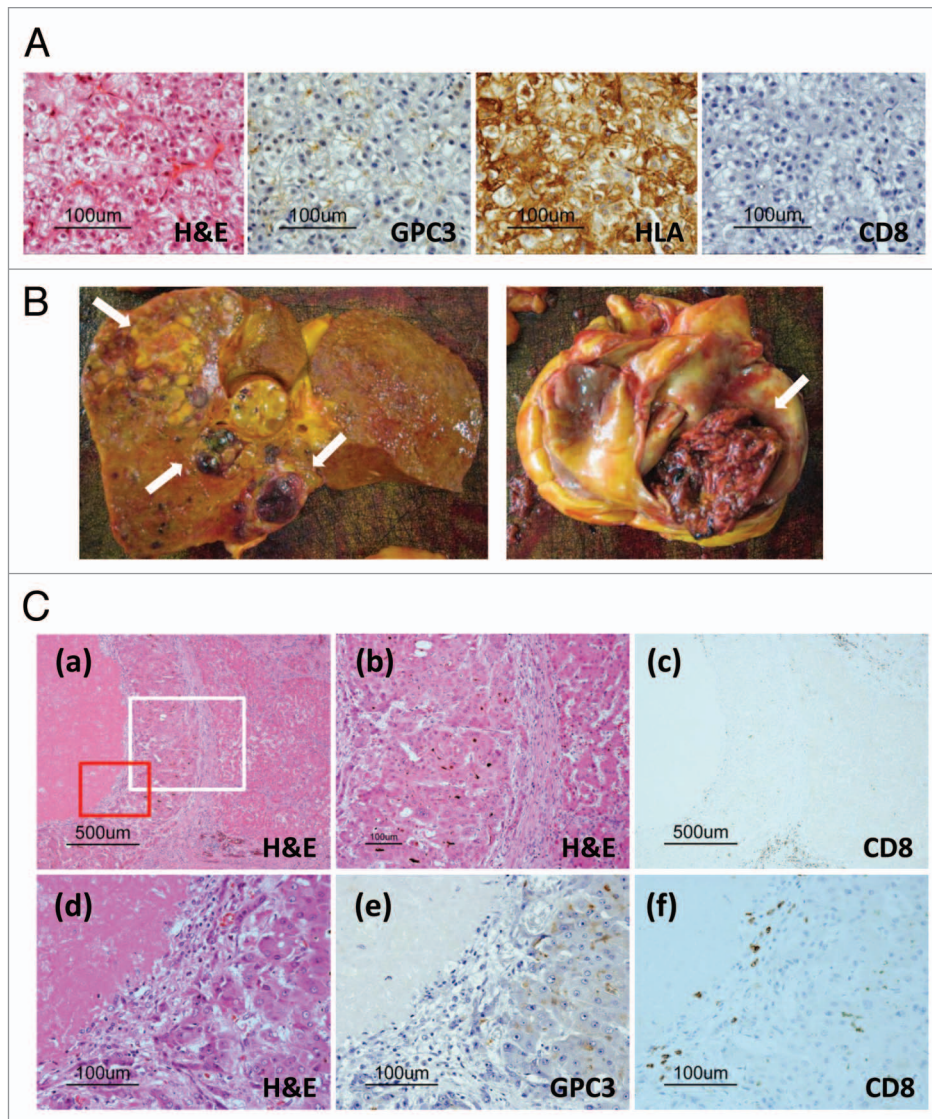 A
100um H&E
100um GPC3
100um HLA
100um CD8
B
C
(a) 500um H&E
(b) 100um H&E
(c) 500um CD8
(d) 100um H&E
(e) 100um GPC3
(f) 100um CD8